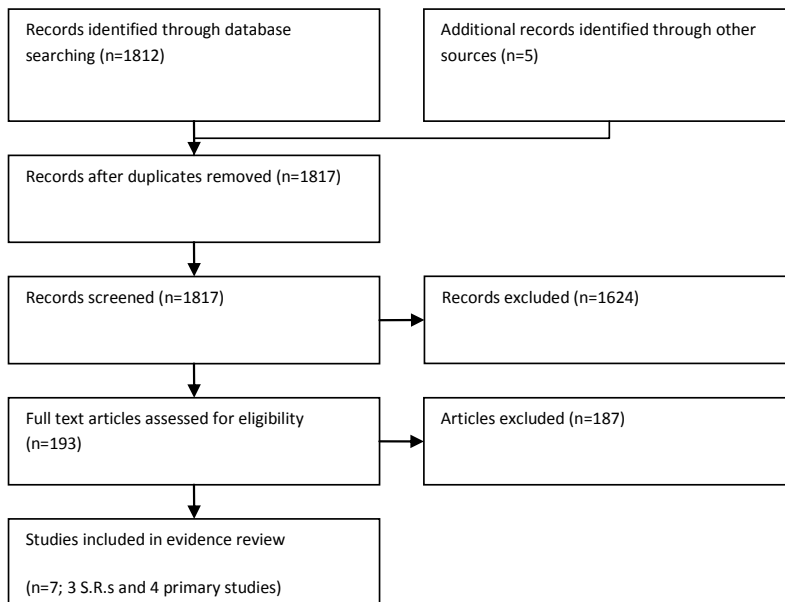 Records identified through database
searching (n=1812)
Additional records identified through other
sources (n=5)
Records after duplicates removed (n=1817)
Records screened (n=1817)
Records excluded (n=1624)
Full text articles assessed for eligibility
(n=193)
Articles excluded (n=187)
Studies included in evidence review
(n=7; 3 S.R.s and 4 primary studies)